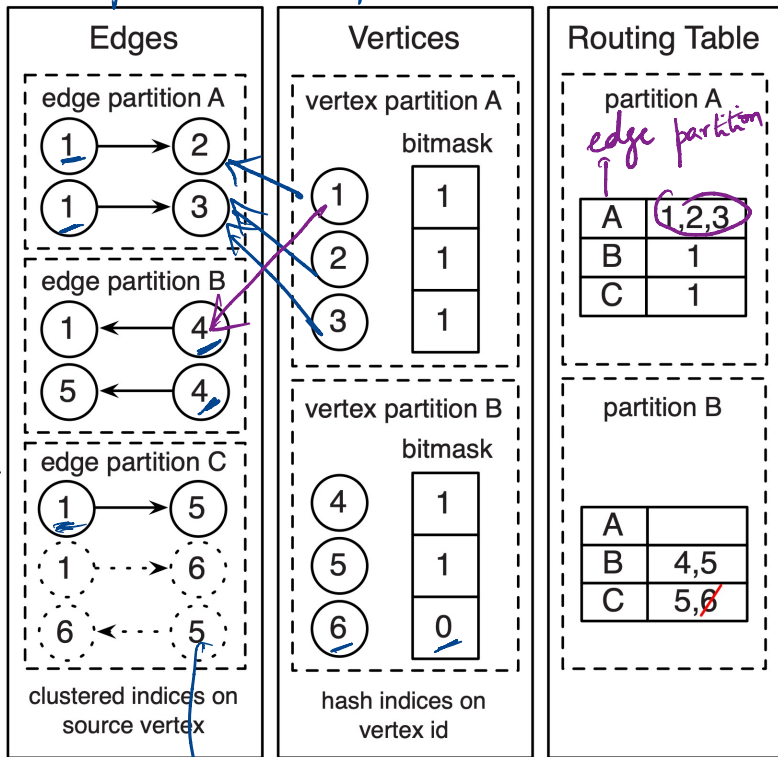 Edges
edge partition A
1 2
1 3
edge partition B
1 4
5 4
edge partition C
1 5
1 6
6 5
clustered indices on
source vertex
Vertices
vertex partition A
bitmask
1 1
2 1
3 1
vertex partition B
bitmask
4 1
5 1
6 0
hash indices on
vertex id
Routing Table
partition A
edge partition
A 1,2,3
B 1
C 1
partition B
A
B 4,5
C 5,6